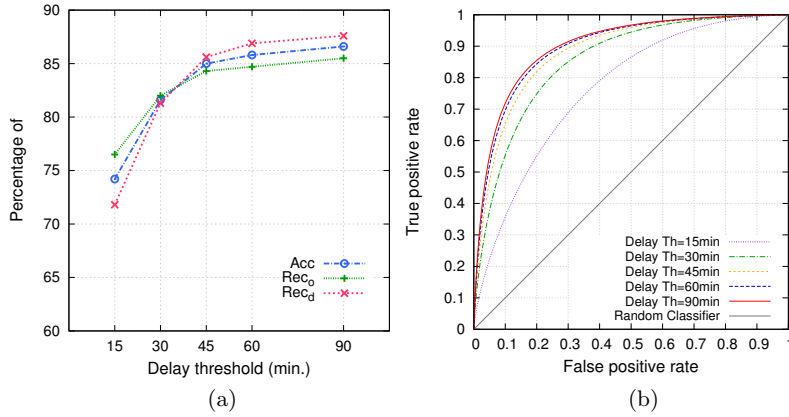 90
85
80
75
70
65
60
Percentage of
15
30
45
60
90
Delay threshold (min.)
Acc
Rec_o
Rec_d
(a)
1
0.9
0.8
0.7
0.6
0.5
0.4
0.3
0.2
0.1
0
True positive rate
0
0.1
0.2
0.3
0.4
0.5
0.6
0.7
0.8
0.9
1
False positive rate
Delay Th=15min
Delay Th=30min
Delay Th=45min
Delay Th=60min
Delay Th=90min
Random Classifier
(b)